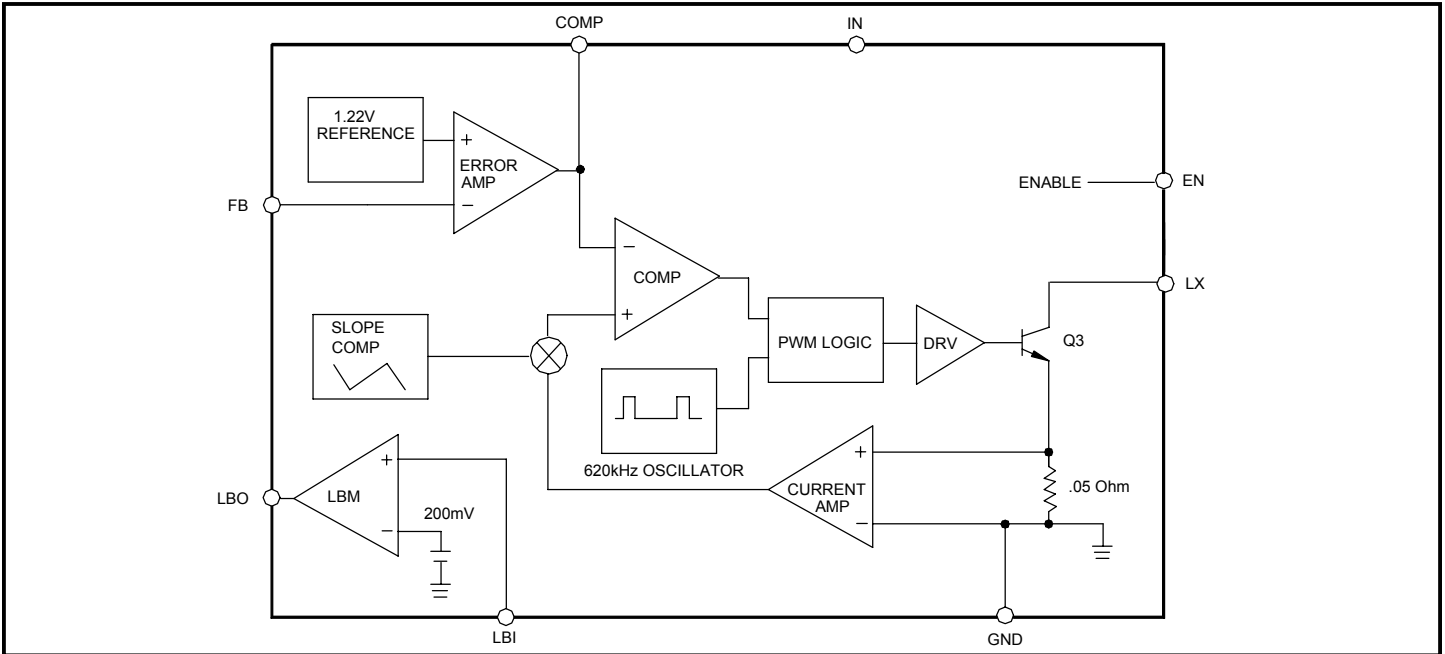 COMP
IN
1.22V
REFERENCE
+
ERROR
AMP
−
FB
ENABLE
EN
−
COMP
+
LX
SLOPE
COMP
PWM LOGIC
DRV
Q3
620kHz OSCILLATOR
+
CURRENT
AMP
−
.05 Ohm
LBO
LBM
+
−
200mV
LBI
GND